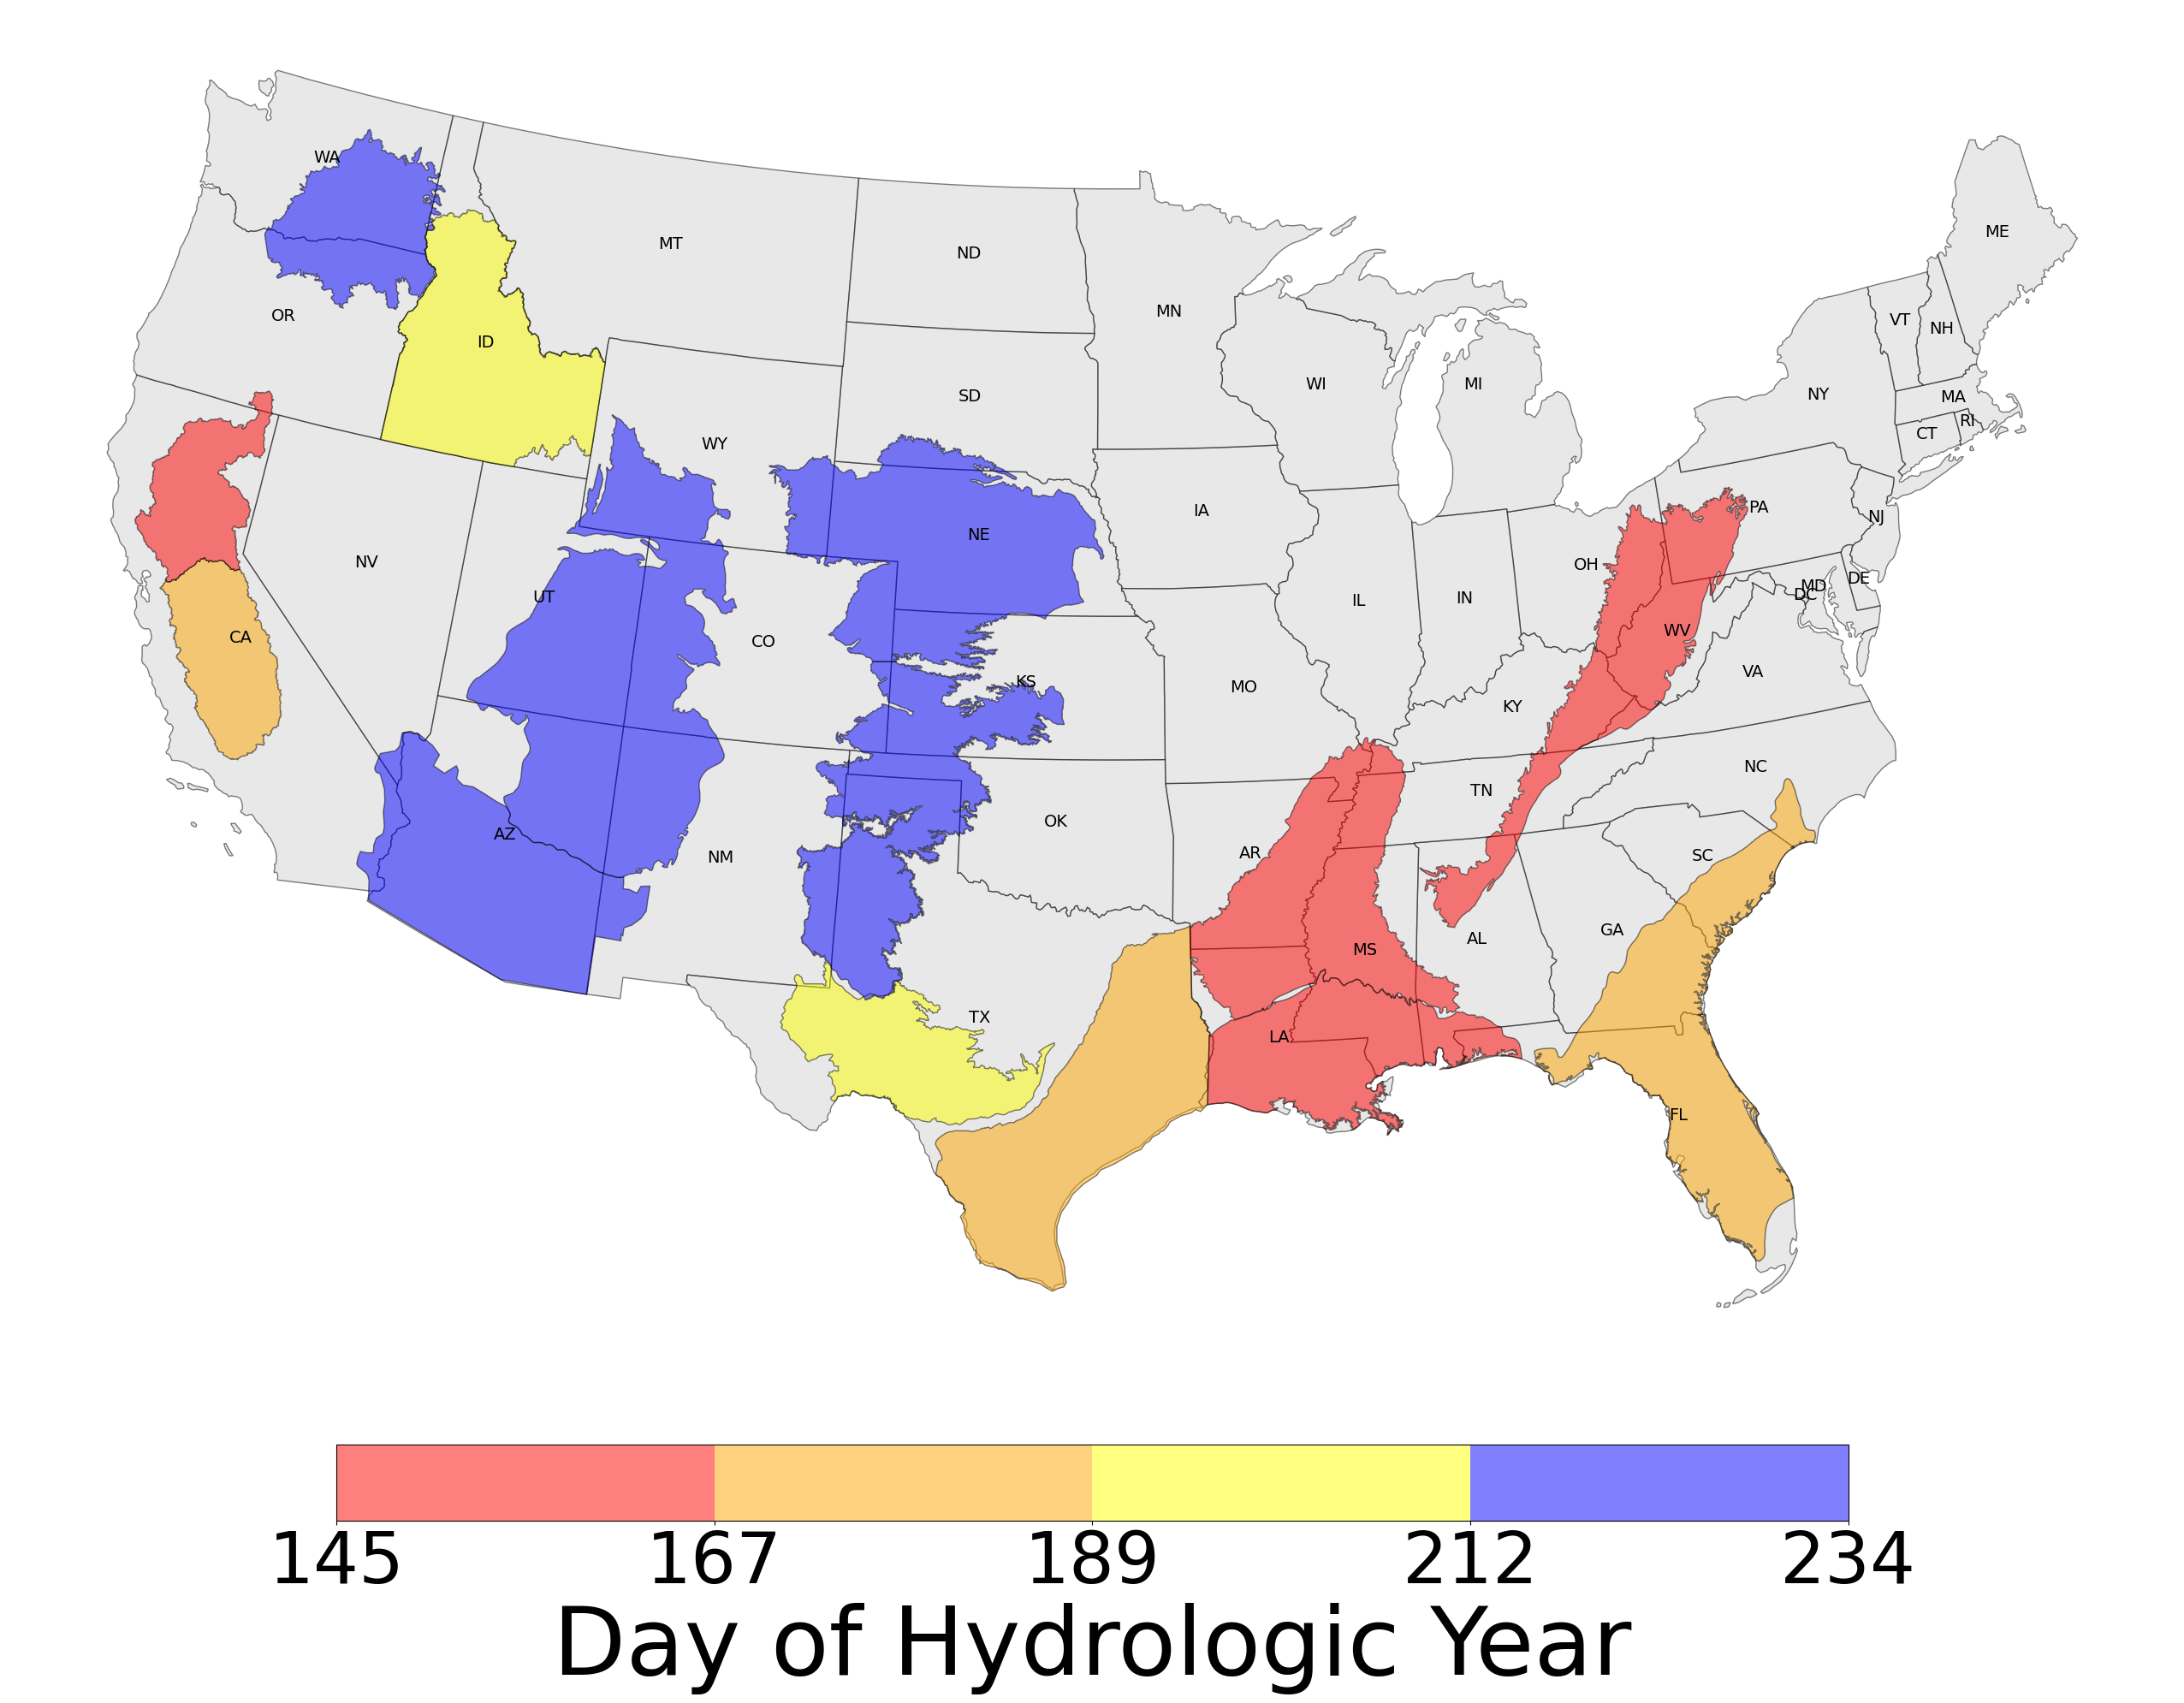 WA
MT
ND
ME
MN
OR
VT
NH
ID
WI
MI
SD
NY
MA
RI
CT
WY
PA
IA
NJ
NE
NV
OH
DE
MD
DC
UT
IN
IL
WV
CA
CO
VA
KS
MO
KY
NC
TN
OK
AZ
AR
SC
NM
GA
AL
MS
TX
LA
FL
145 167 189 212 234
Day of Hydrologic Year